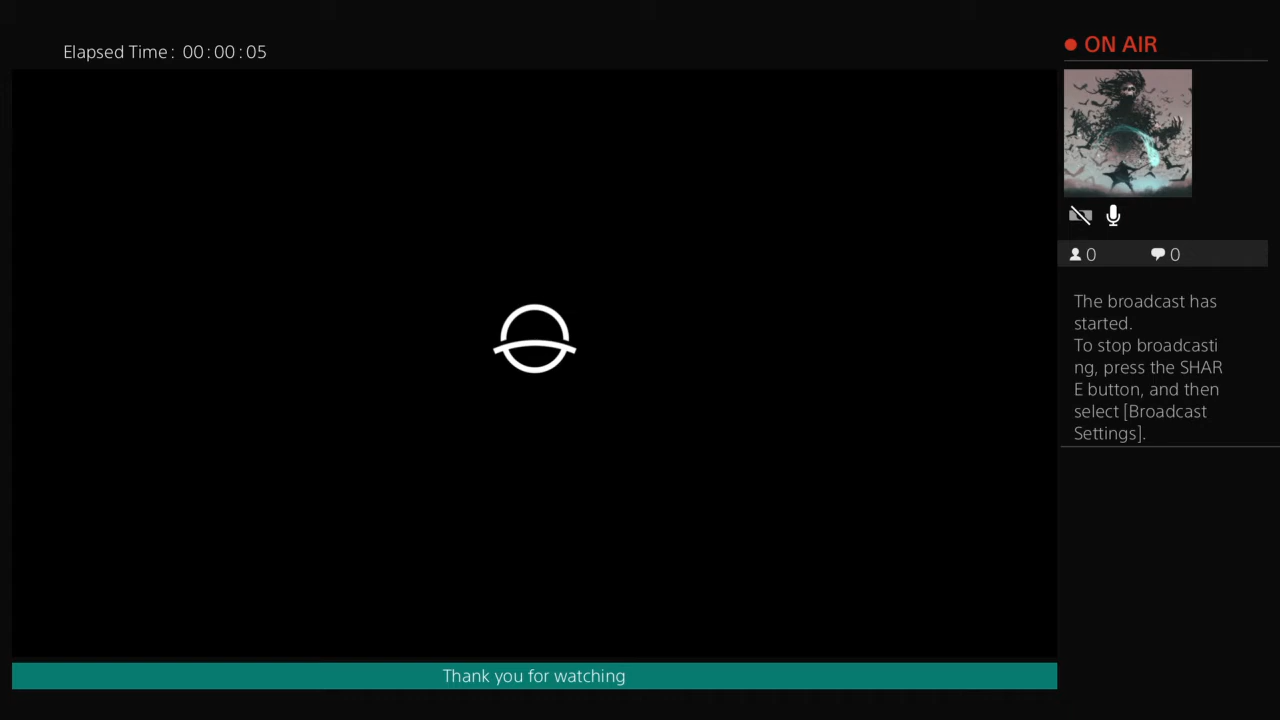 Elapsed Time: 00:00:05
ON AIR
0 0
The broadcast has
started.
To stop broadcasti
ng, press the SHAR
E button, and then
select [Broadcast
Settings].
Thank you for watching